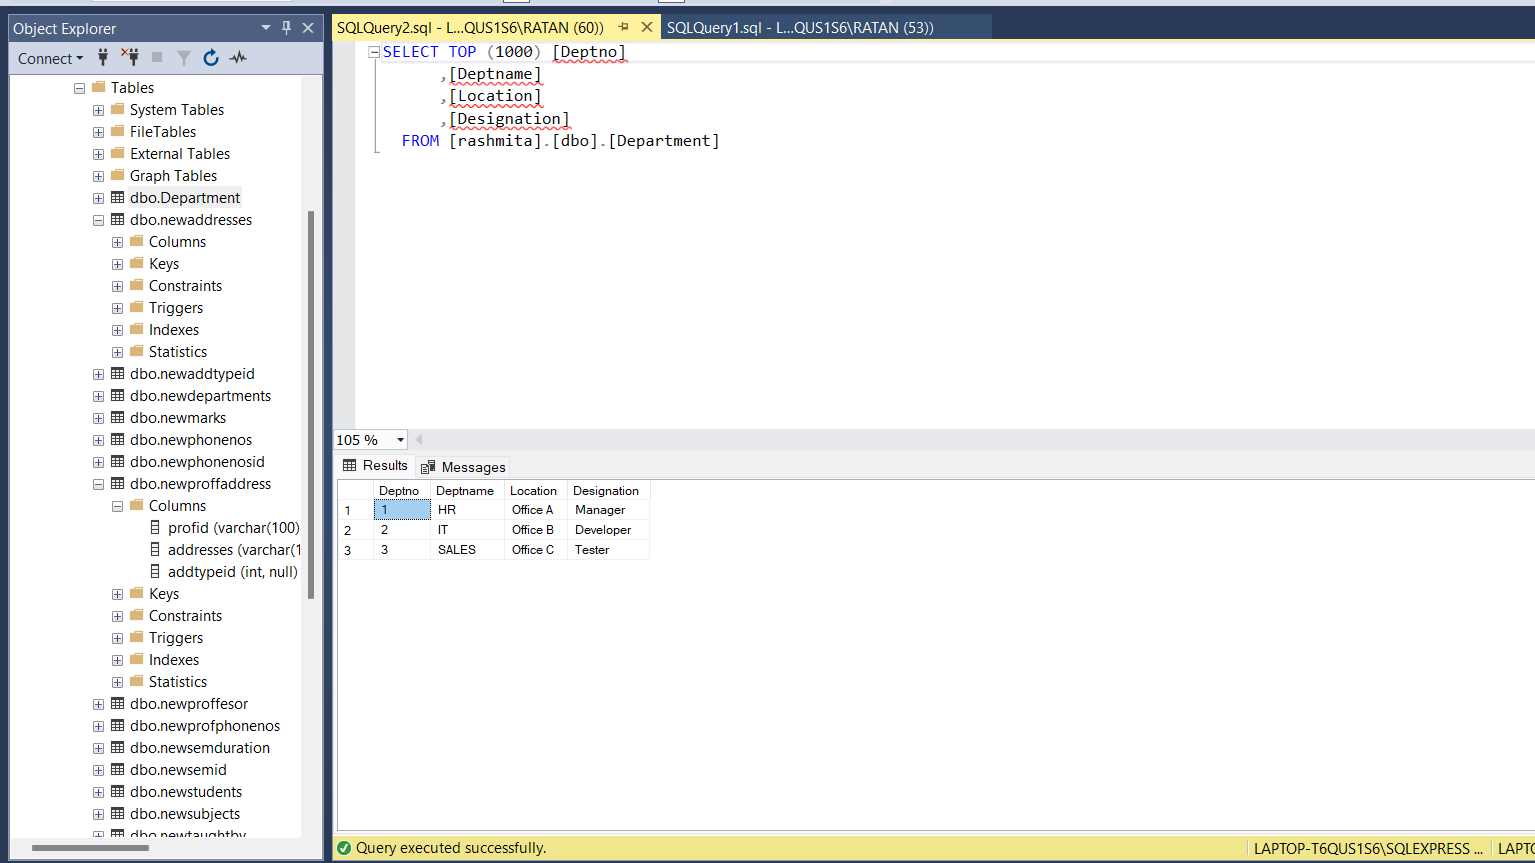 Object Explorer
Connect
Tables
System Tables
FileTables
External Tables
Graph Tables
dbo.Department
dbo.newaddresses
Columns
Keys
Constraints
Triggers
Indexes
Statistics
dbo.newaddtypeid
dbo.newdepartments
dbo.newmarks
dbo.newphonenos
dbo.newphonenosid
dbo.newproffaddress
Columns
profid (varchar(100)
addresses (varchar(1
addtypeid (int, null)
Keys
Constraints
Triggers
Indexes
Statistics
dbo.newproffesor
dbo.newprofphonenos
dbo.newsemduration
dbo.newsemid
dbo.newstudents
dbo.newsubjects
dbo.newtaughtby
SQLQuery2.sql - L...QUS1S6\RATAN (60)) SQLQuery1.sql - L...QUS1S6\RATAN (53))
SELECT TOP (1000) [Deptno]
,[Deptname]
,[Location]
,[Designation]
FROM [rashmita].[dbo].[Department]
105 %
Results Messages
Deptno Deptname Location Designation
1 1 HR Office A Manager
2 2 IT Office B Developer
3 3 SALES Office C Tester
Query executed successfully. LAPTOP-T6QUS1S6\SQLEXPRESS ... LAPTO